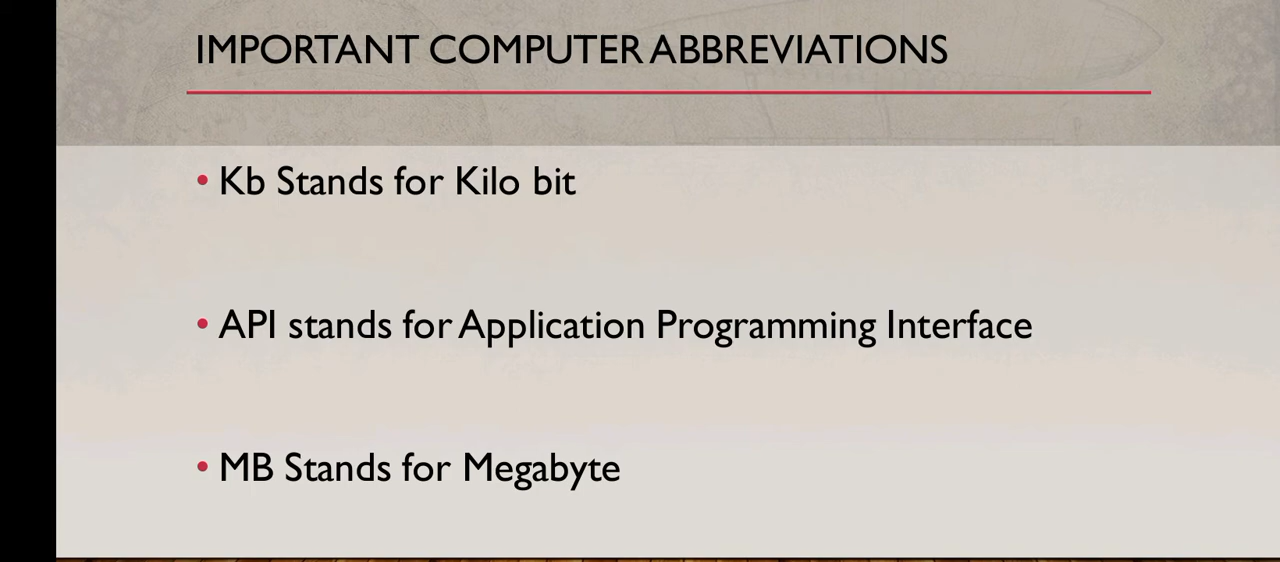 IMPORTANT COMPUTER ABBREVIATIONS
• Kb Stands for Kilo bit
• API stands for Application Programming Interface
• MB Stands for Megabyte